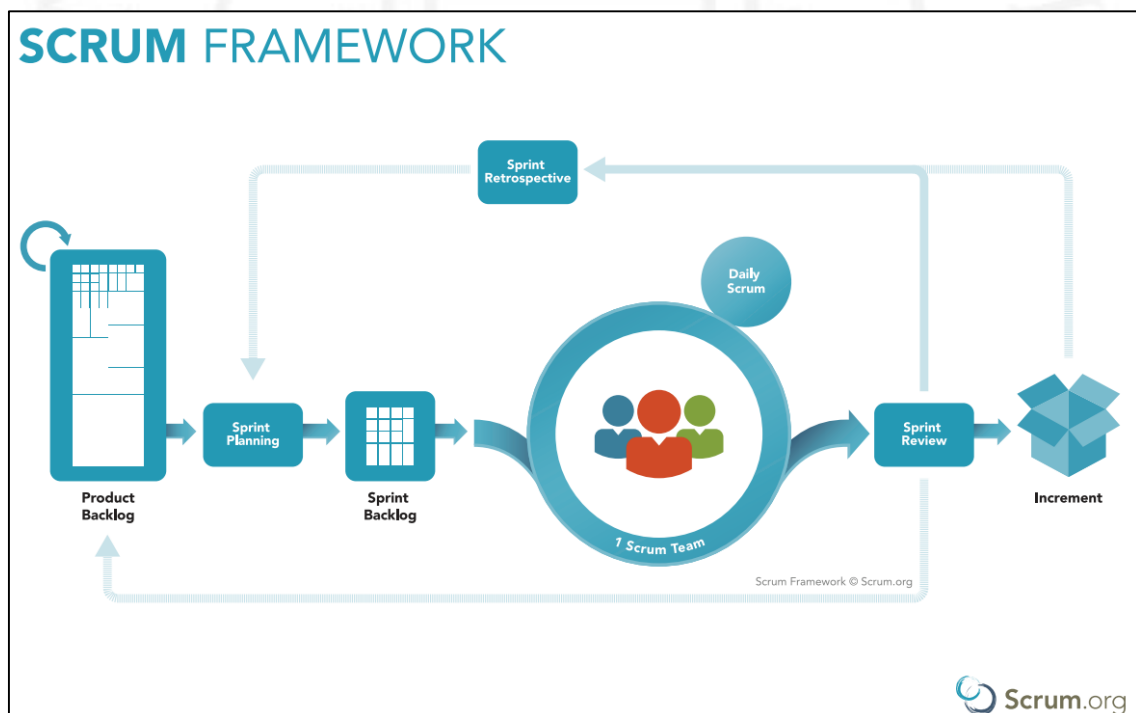 SCRUM FRAMEWORK
Sprint
Retrospective
Daily
Scrum
Sprint
Planning
Sprint
Review
Product
Backlog
Sprint
Backlog
Increment
1 Scrum Team
Scrum Framework © Scrum.org
Scrum.org